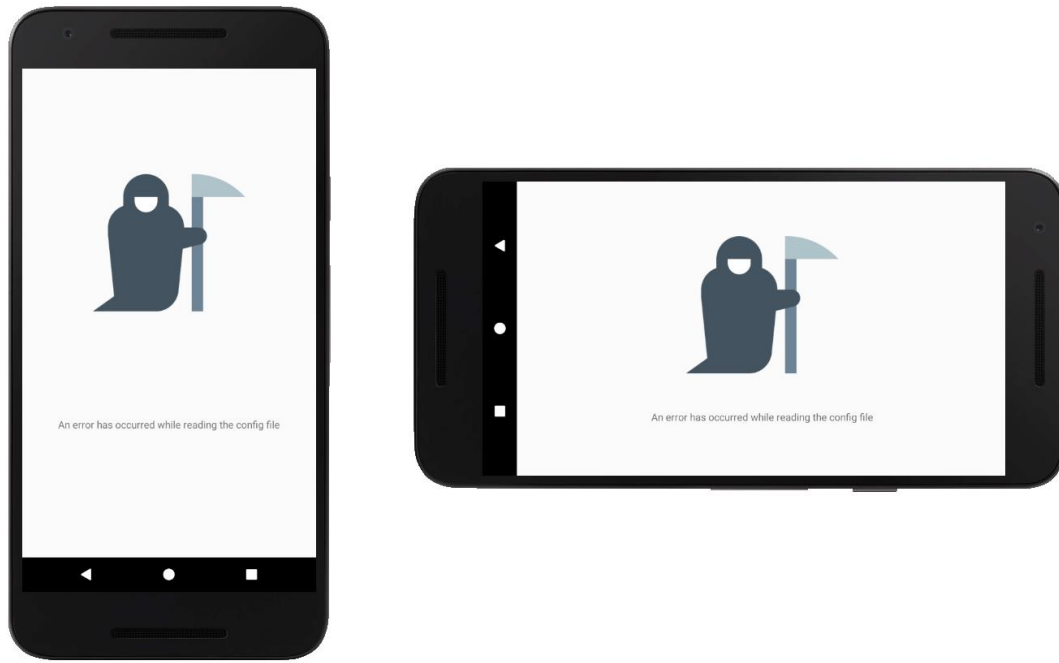 An error has occurred while reading the config file
An error has occurred while reading the config file